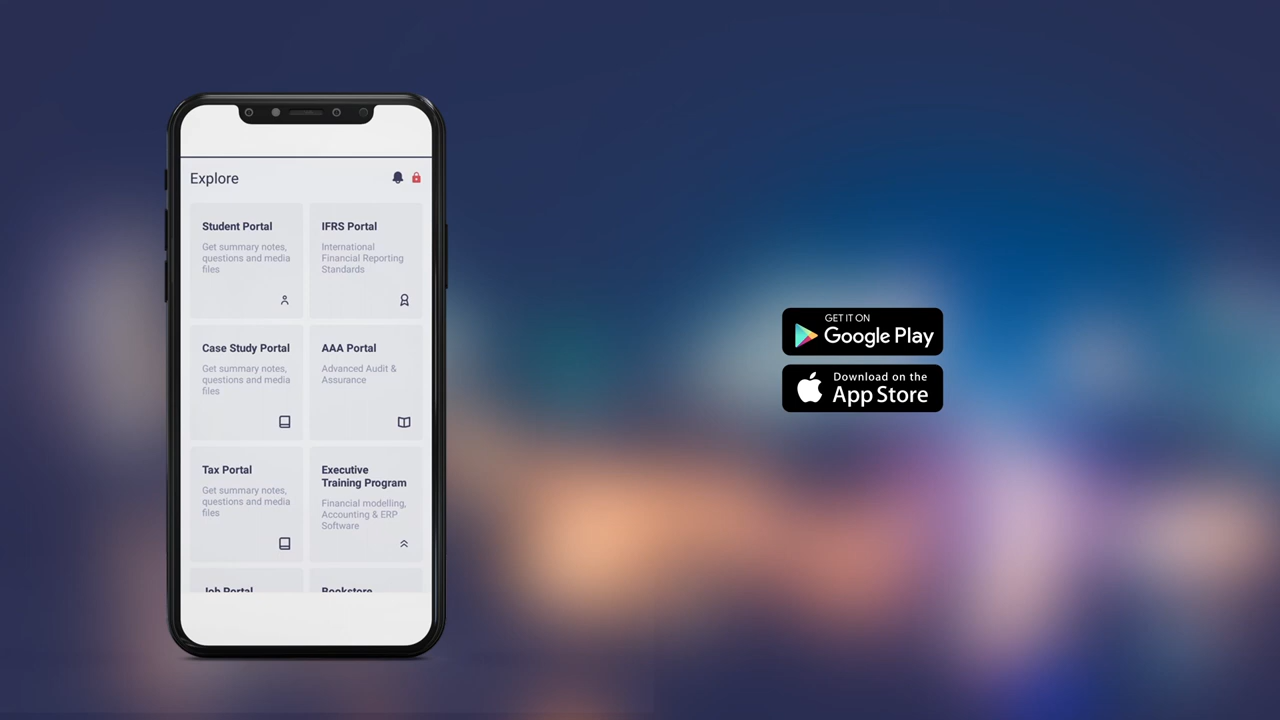 Explore
Student Portal
Get summary notes,
questions and media
files
IFRS Portal
International
Financial Reporting
Standards
Case Study Portal
Get summary notes,
questions and media
files
AAA Portal
Advanced Audit &
Assurance
Tax Portal
Get summary notes,
questions and media
files
Executive
Training Program
Financial modelling,
Accounting & ERP
Software
Job Portal
Bookstore
GET IT ON
Google Play
Download on the
App Store